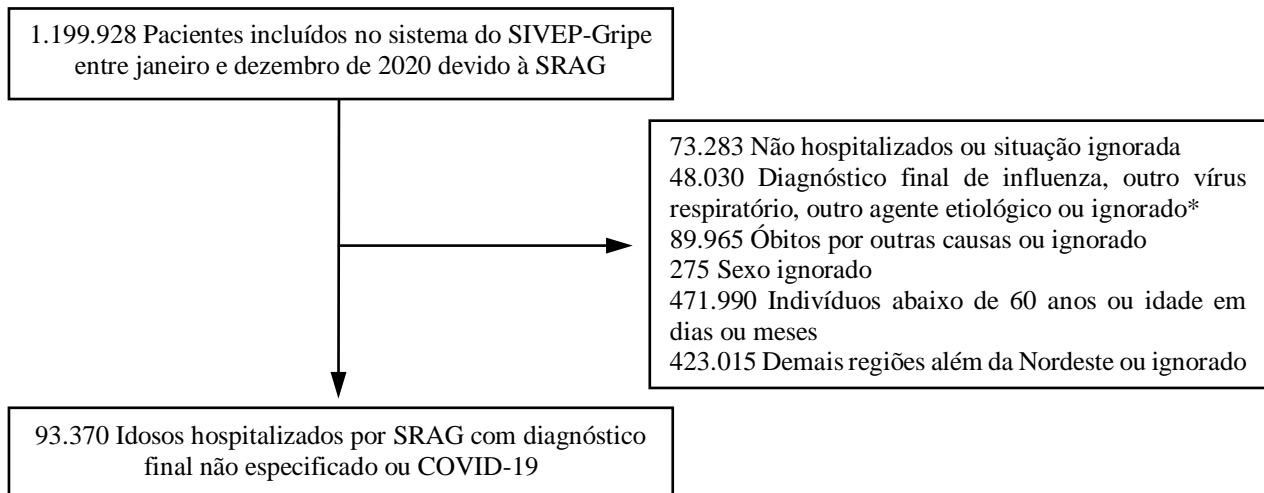 1.199.928 Pacientes incluídos no sistema do SIVEP-Gripe
entre janeiro e dezembro de 2020 devido à SRAG
73.283 Não hospitalizados ou situação ignorada
48.030 Diagnóstico final de influenza, outro vírus
respiratório, outro agente etiológico ou ignorado*
89.965 Óbitos por outras causas ou ignorado
275 Sexo ignorado
471.990 Indivíduos abaixo de 60 anos ou idade em
dias ou meses
423.015 Demais regiões além da Nordeste ou ignorado
93.370 Idosos hospitalizados por SRAG com diagnóstico
final não especificado ou COVID-19